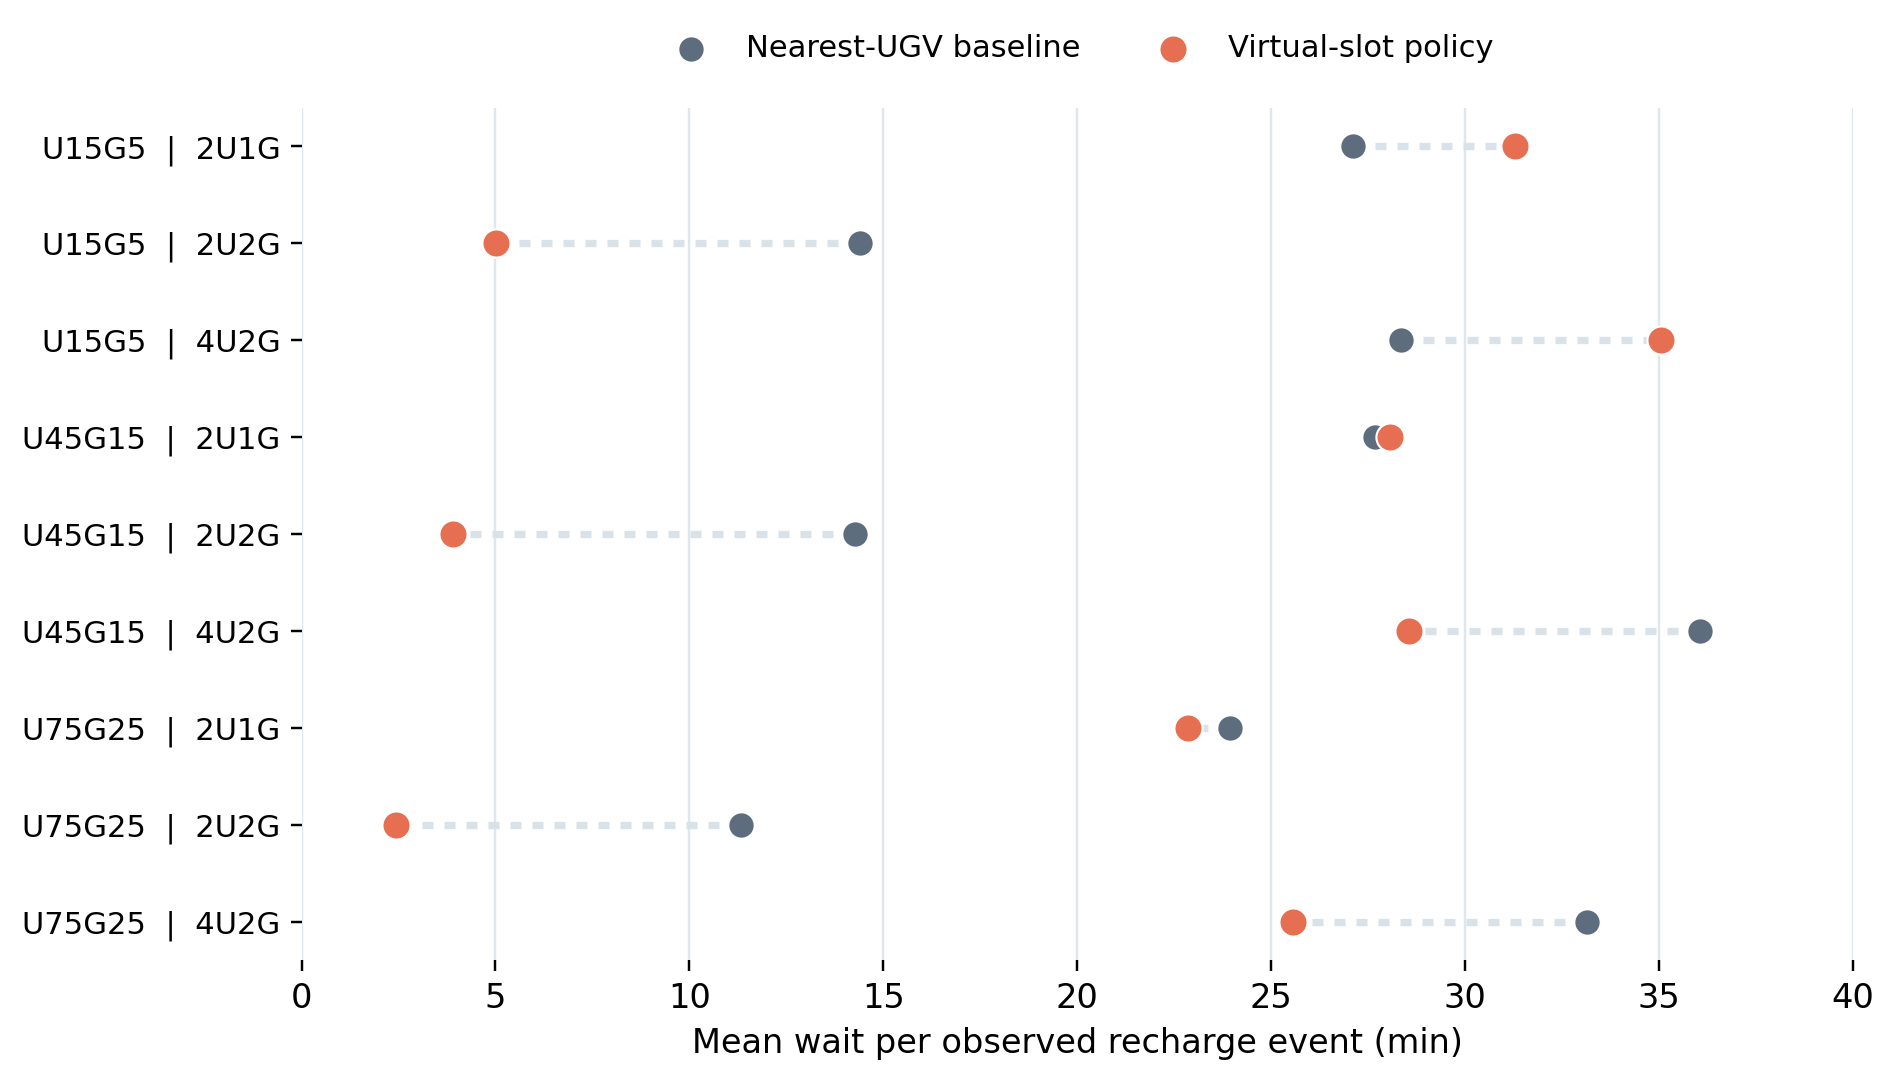 Nearest-UGV baseline Virtual-slot policy
U15G5 | 2U1G
U15G5 | 2U2G
U15G5 | 4U2G
U45G15 | 2U1G
U45G15 | 2U2G
U45G15 | 4U2G
U75G25 | 2U1G
U75G25 | 2U2G
U75G25 | 4U2G
0 5 10 15 20 25 30 35 40
Mean wait per observed recharge event (min)